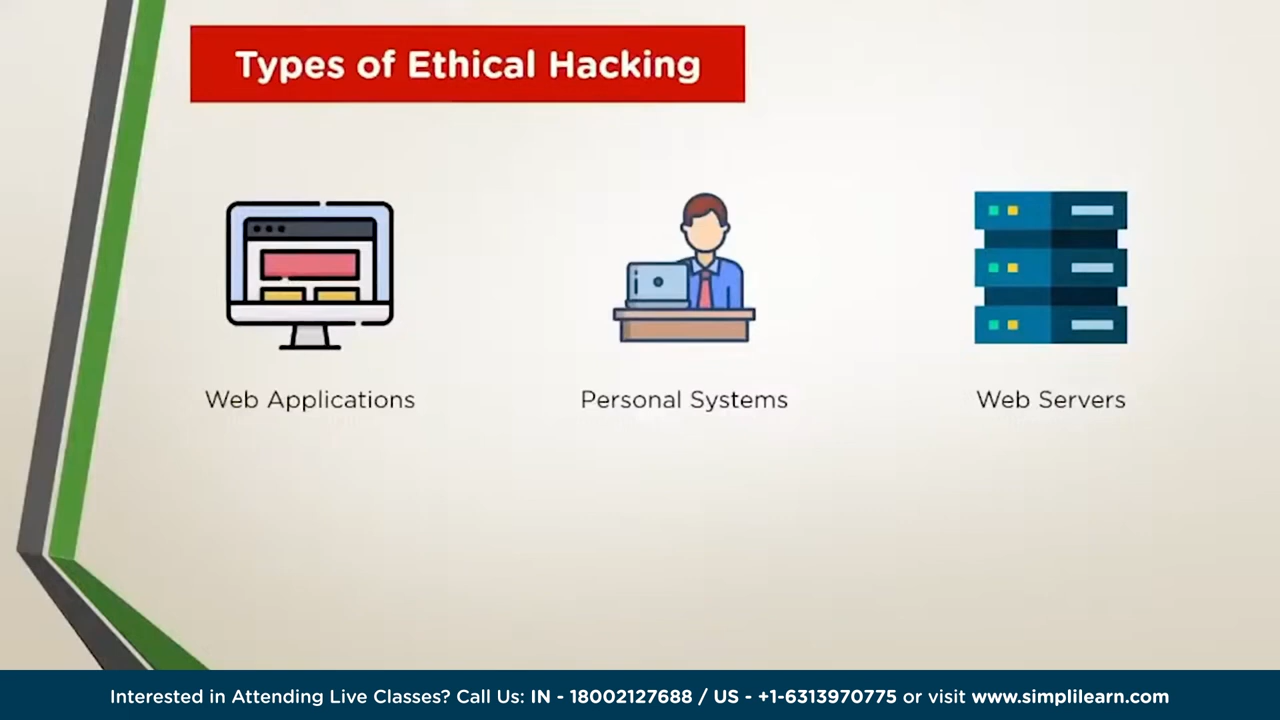 Types of Ethical Hacking
Web Applications
Personal Systems
Web Servers
Interested in Attending Live Classes? Call Us: IN - 18002127688 / US - +1-6313970775 or visit www.simplilearn.com